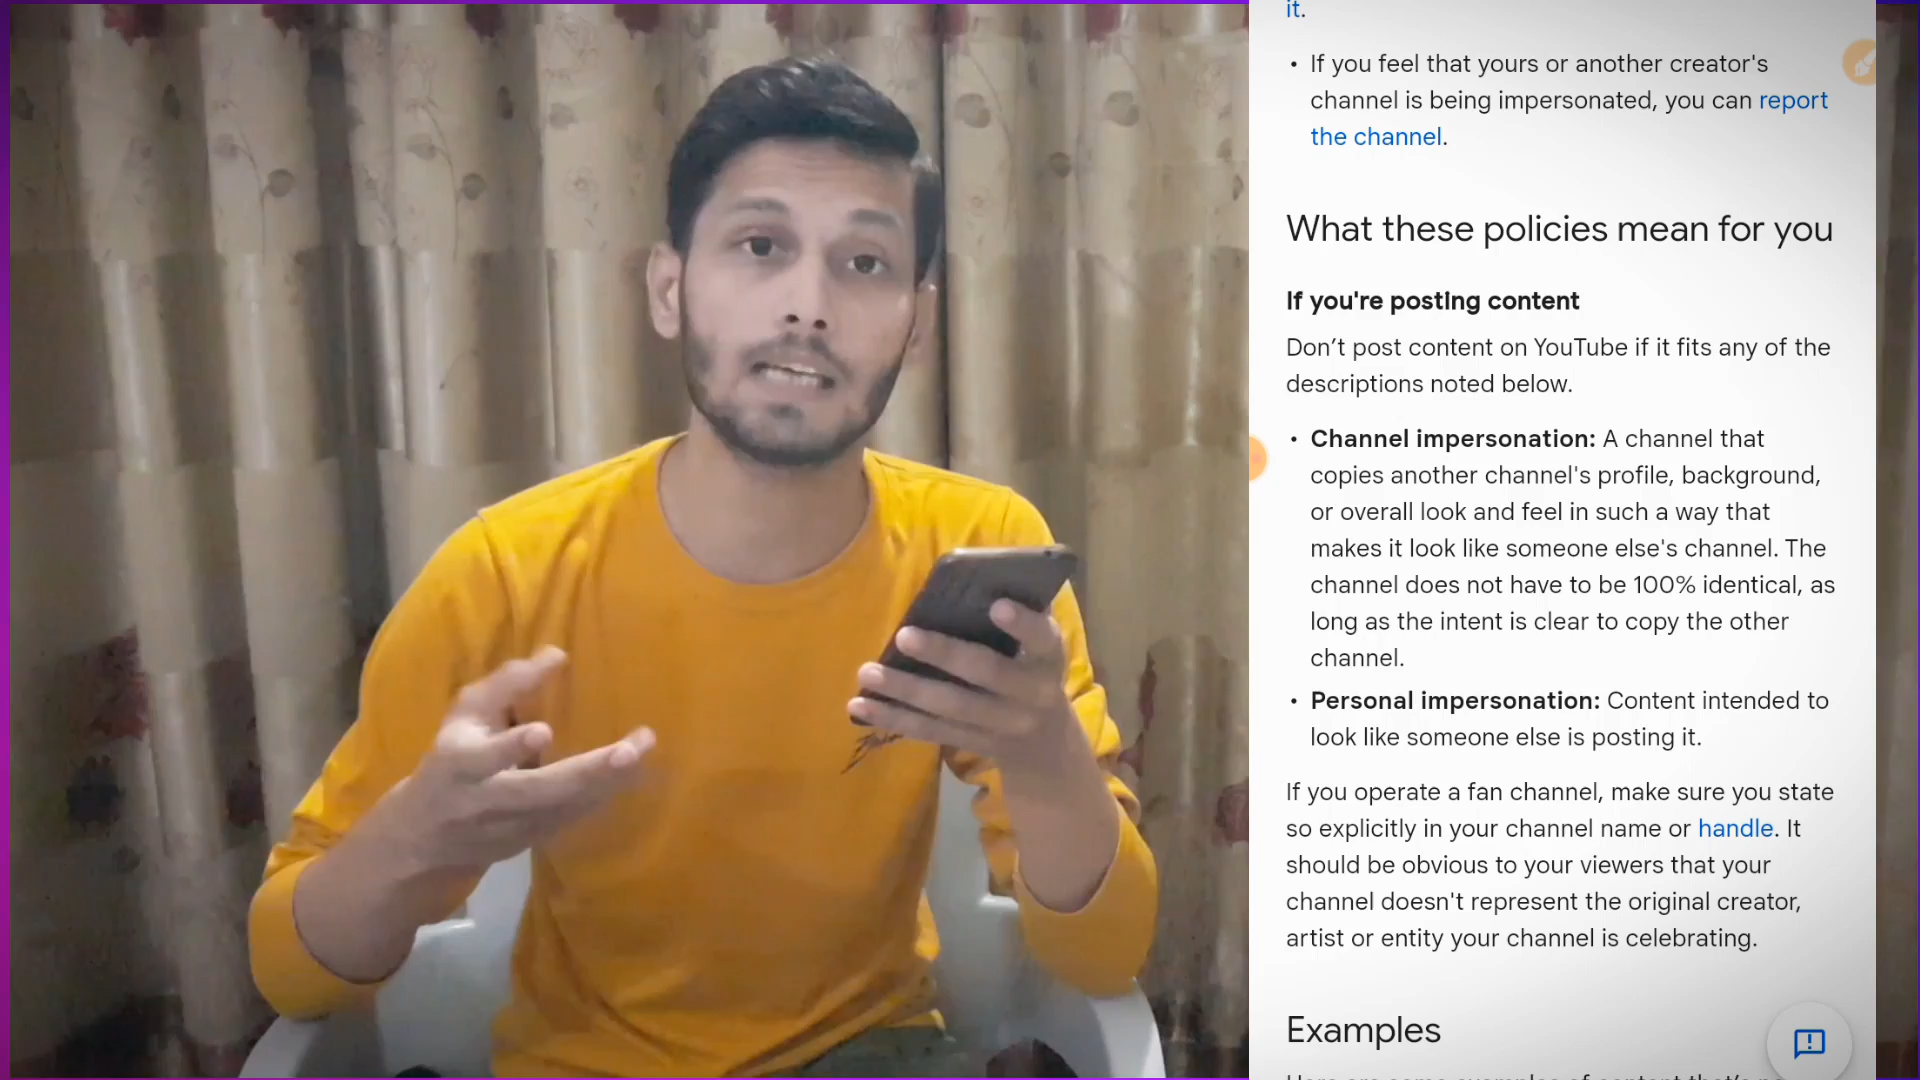 it.
• If you feel that yours or another creator's
channel is being impersonated, you can report
the channel.
What these policies mean for you
If you're posting content
Don’t post content on YouTube if it fits any of the
descriptions noted below.
• Channel impersonation: A channel that
copies another channel's profile, background,
or overall look and feel in such a way that
makes it look like someone else's channel. The
channel does not have to be 100% identical, as
long as the intent is clear to copy the other
channel.
• Personal impersonation: Content intended to
look like someone else is posting it.
If you operate a fan channel, make sure you state
so explicitly in your channel name or handle. It
should be obvious to your viewers that your
channel doesn't represent the original creator,
artist or entity your channel is celebrating.
Examples